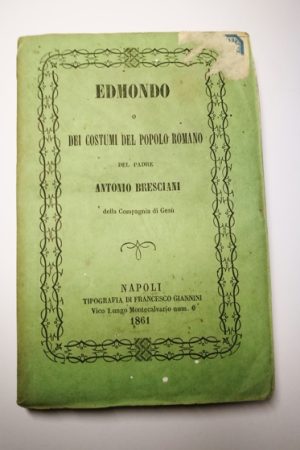 EDMONDO
O
DEI COSTUMI DEL POPOLO ROMANO
DEL PADRE
ANTONIO BRESCIANI
della Compagnia di Gesù
NAPOLI
TIPOGRAFIA DI FRANCESCO GIANNINI
Vico Lungo Montecalvario num. 6
1861